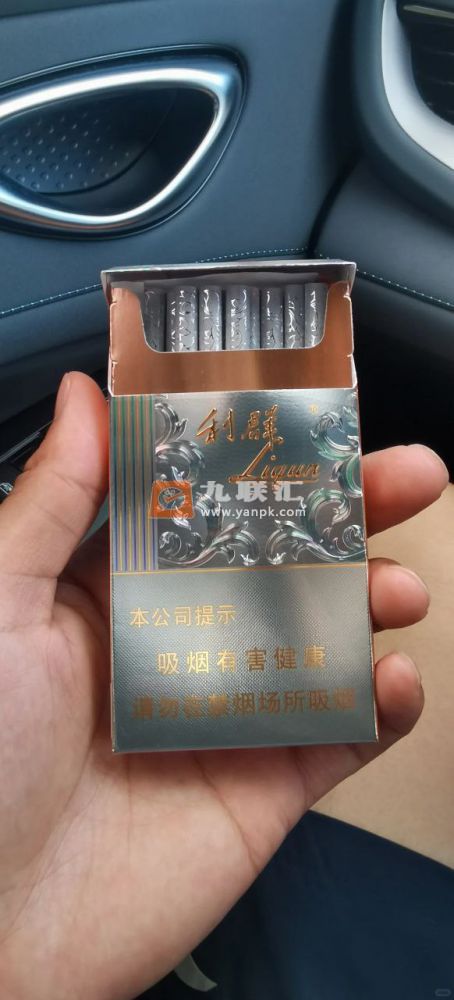 利群
®
Liqun
九联汇
www.yanpk.com
本公司提示
吸烟有害健康
请勿在禁烟场所吸烟